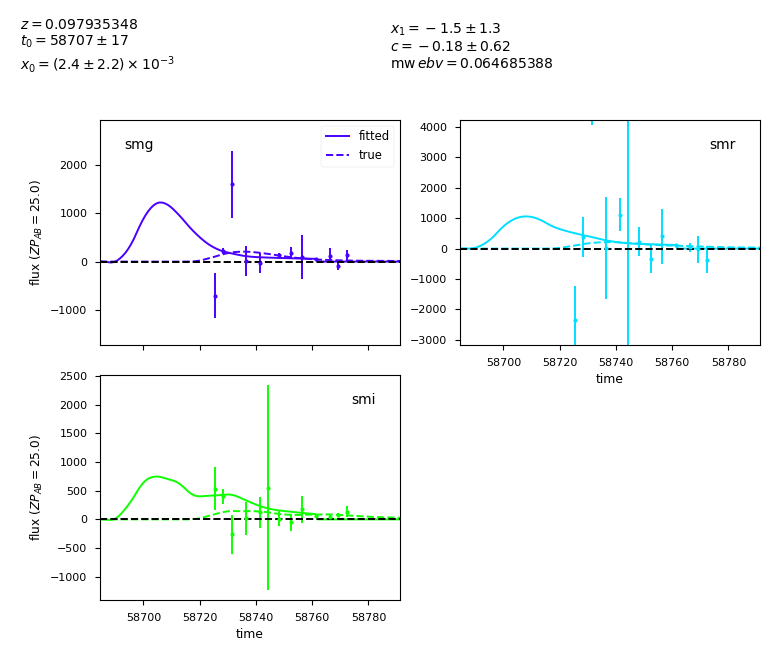 z = 0.097935348
t₀ = 58707 ± 17
x₀ = (2.4 ± 2.2) × 10⁻³
x₁ = −1.5 ± 1.3
c = −0.18 ± 0.62
mw ebv = 0.064685388
smg
fitted
true
2000
1000
0
−1000
flux (ZP_AB = 25.0)
smr
4000
3000
2000
1000
0
−1000
−2000
−3000
58700 58720 58740 58760 58780
time
smi
2500
2000
1500
1000
500
0
−500
−1000
flux (ZP_AB = 25.0)
58700 58720 58740 58760 58780
time